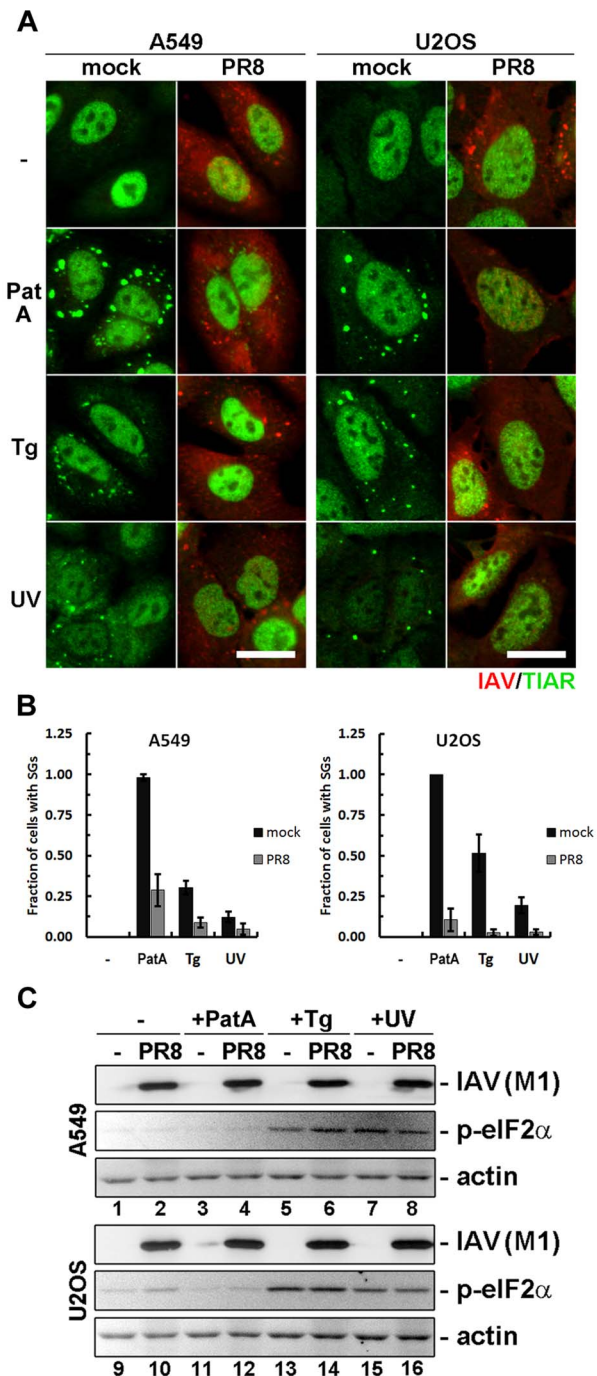 A
A549 U2OS
mock PR8 mock PR8
-
Pat A
Tg
UV
IAV/TIAR
B
A549
Fraction of cells with SGs
1.25
1.00
0.75
0.50
0.25
0.00
- PatA Tg UV
mock
PR8
U2OS
Fraction of cells with SGs
1.25
1.00
0.75
0.50
0.25
0.00
- PatA Tg UV
mock
PR8
C
- +PatA +Tg +UV
- PR8 - PR8 - PR8 - PR8
A549
- IAV (M1)
- p-eIF2α
- actin
1 2 3 4 5 6 7 8
U2OS
- IAV (M1)
- p-eIF2α
- actin
9 10 11 12 13 14 15 16